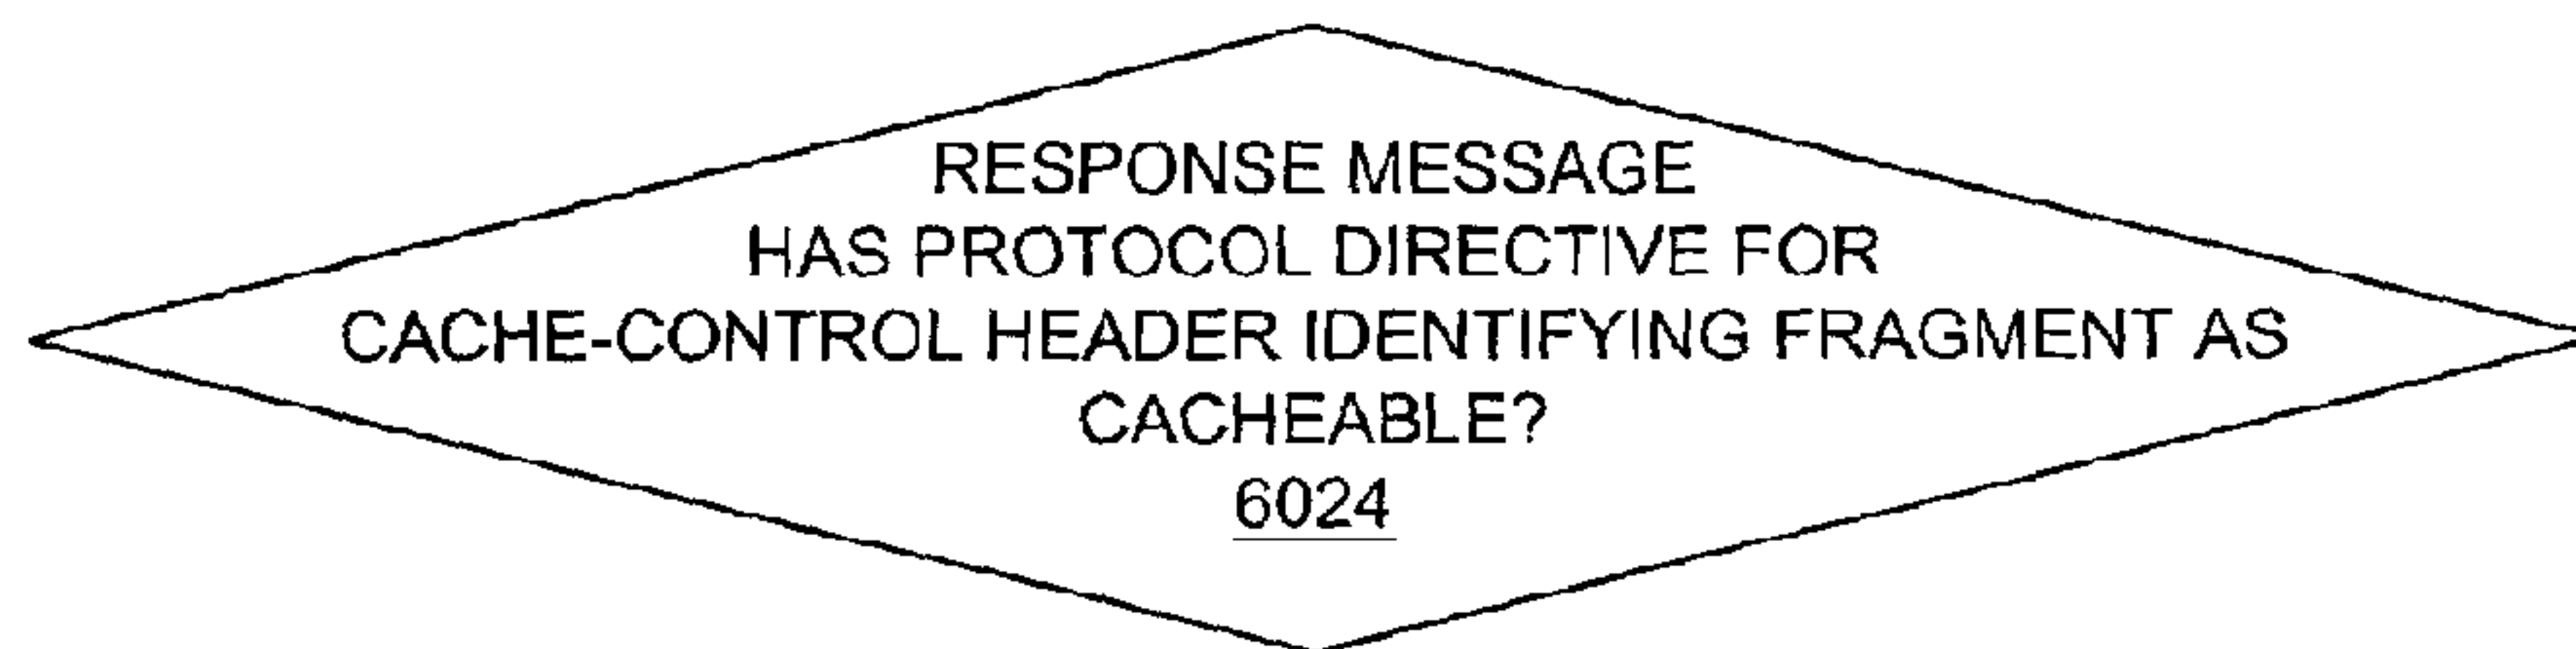 RESPONSE MESSAGE
HAS PROTOCOL DIRECTIVE FOR
CACHE-CONTROL HEADER IDENTIFYING FRAGMENT AS
CACHEABLE?
6024